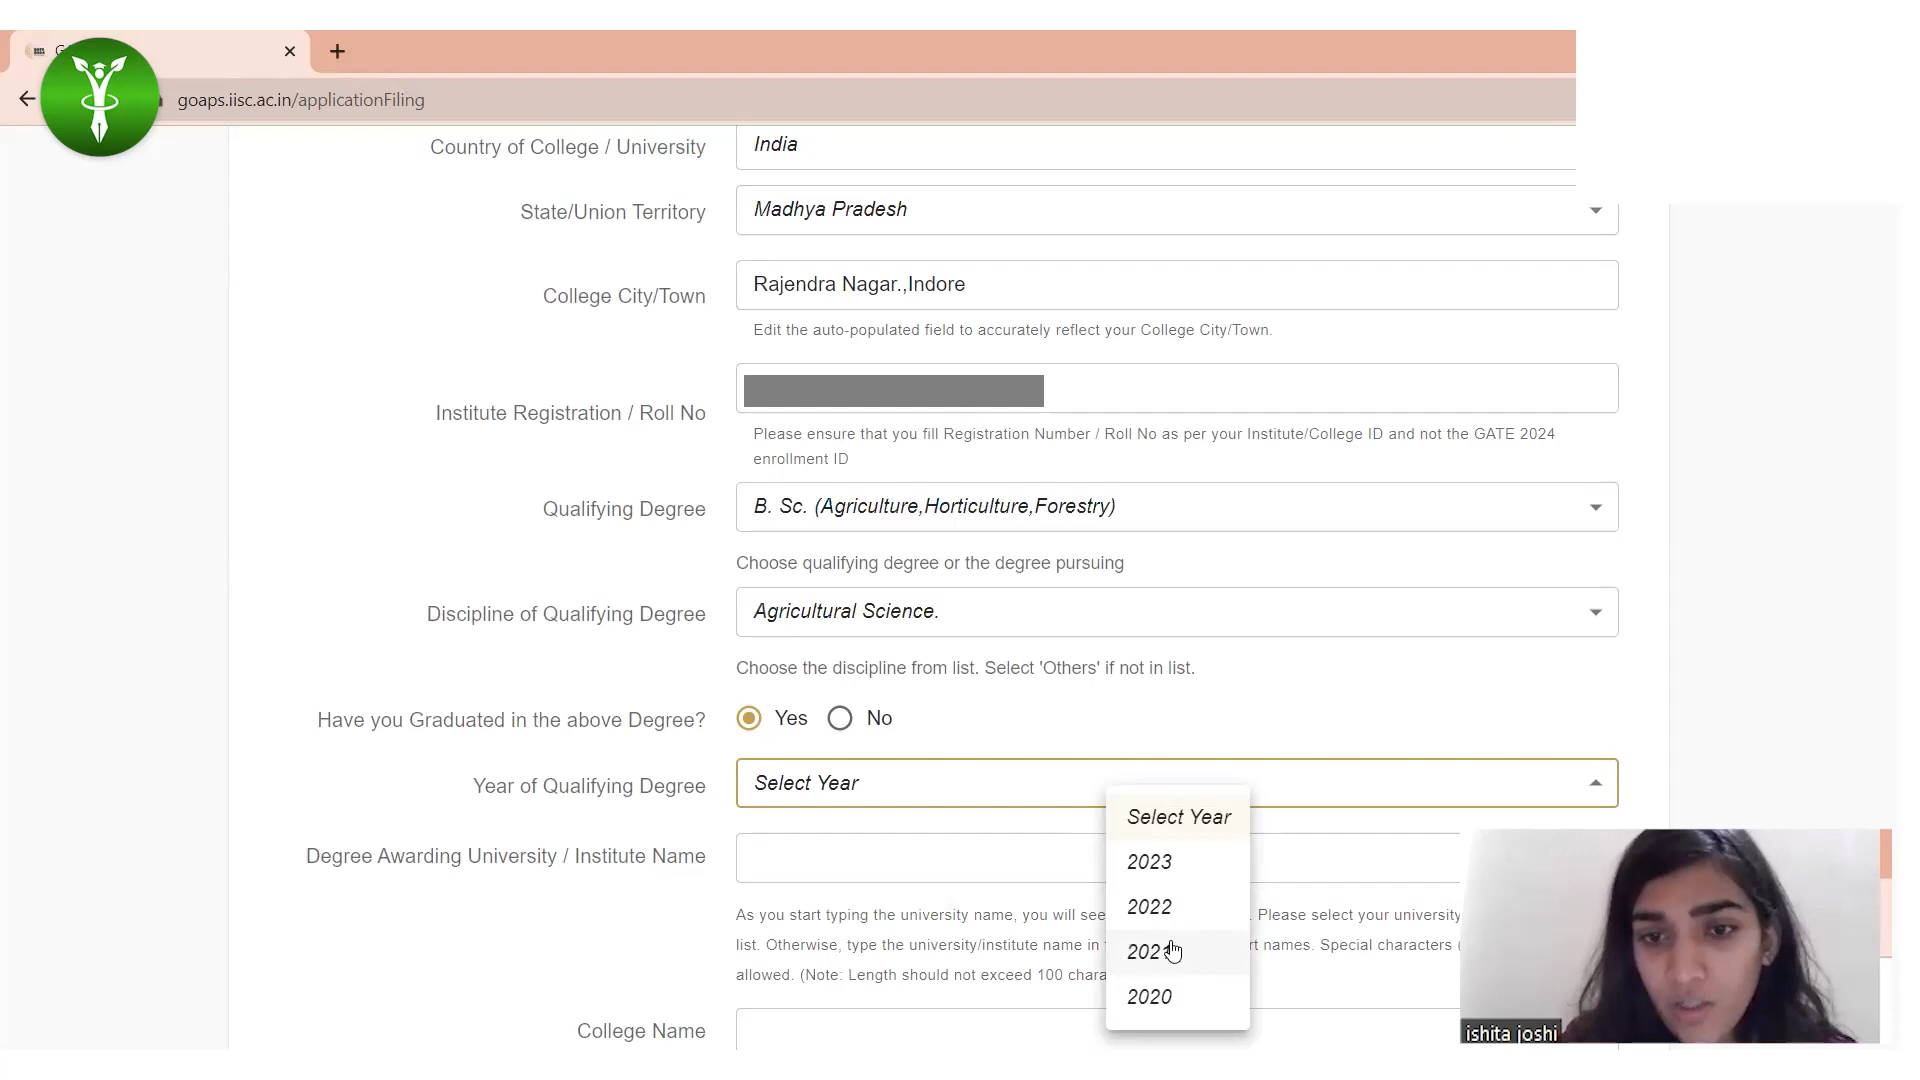 goaps.iisc.ac.in/applicationFiling
Country of College / University
India
State/Union Territory
Madhya Pradesh
College City/Town
Rajendra Nagar.,Indore
Edit the auto-populated field to accurately reflect your College City/Town.
Institute Registration / Roll No
Please ensure that you fill Registration Number / Roll No as per your Institute/College ID and not the GATE 2024
enrollment ID
Qualifying Degree
B. Sc. (Agriculture,Horticulture,Forestry)
Choose qualifying degree or the degree pursuing
Discipline of Qualifying Degree
Agricultural Science.
Choose the discipline from list. Select 'Others' if not in list.
Have you Graduated in the above Degree?
Yes
No
Year of Qualifying Degree
Select Year
Select Year
2023
2022
2021
2020
Degree Awarding University / Institute Name
As you start typing the university name, you will see
. Please select your university
list. Otherwise, type the university/institute name in
names. Special characters
allowed. (Note: Length should not exceed 100
College Name
ishita joshi